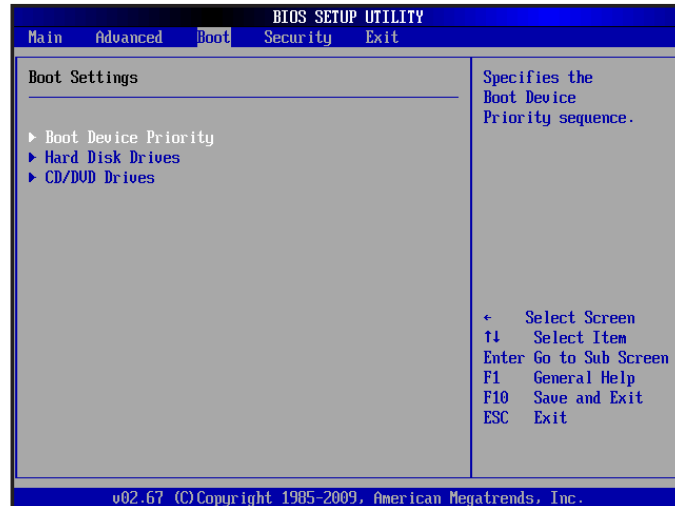 BIOS SETUP UTILITY
Main Advanced Boot Security Exit
Boot Settings
▶ Boot Device Priority
▶ Hard Disk Drives
▶ CD/DVD Drives
Specifies the
Boot Device
Priority sequence.
← Select Screen
↑↓ Select Item
Enter Go to Sub Screen
F1 General Help
F10 Save and Exit
ESC Exit
v02.67 (C)Copyright 1985-2009, American Megatrends, Inc.